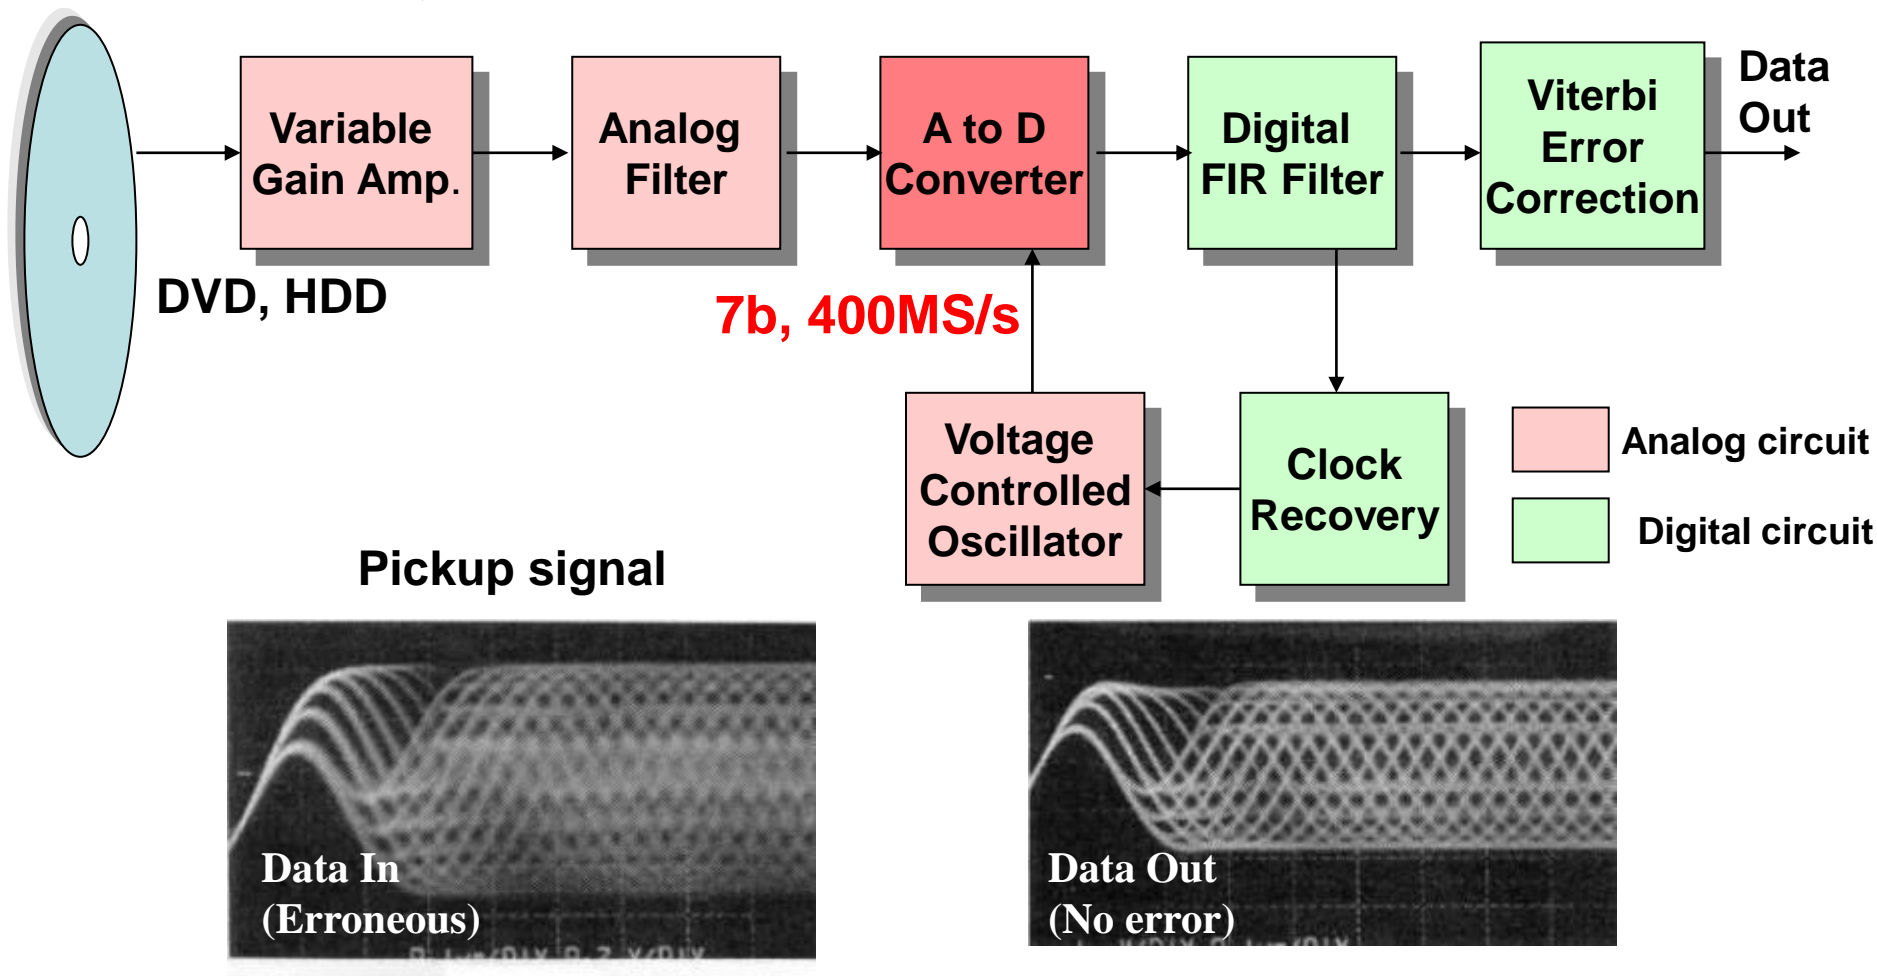 Variable
Gain Amp.
Analog
Filter
A to D
Converter
Digital
FIR Filter
Viterbi
Error
Correction
Data
Out
DVD, HDD
7b, 400MS/s
Voltage
Controlled
Oscillator
Clock
Recovery
Analog circuit
Digital circuit
Pickup signal
Data In
(Erroneous)
Data Out
(No error)